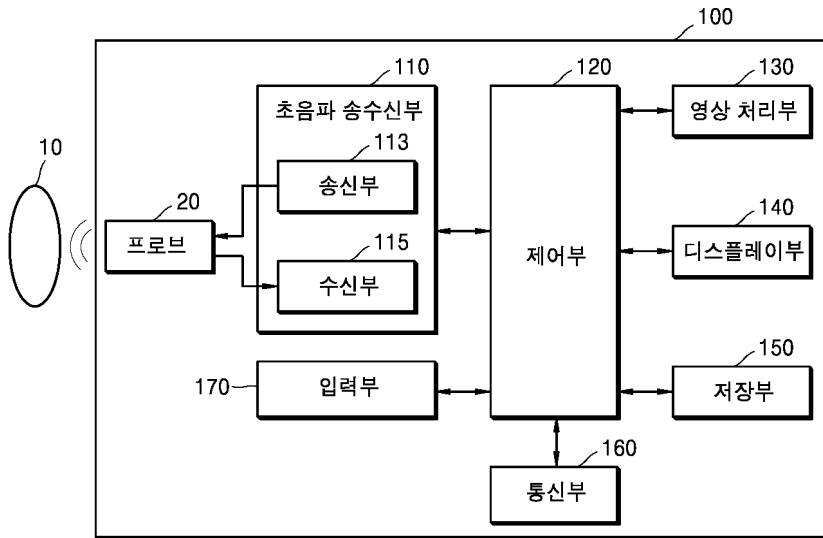 100
110
120
130
초음파 송수신부
영상 처리부
10
113
20
송신부
프로브
140
115
제어부
디스플레이부
수신부
150
170
입력부
저장부
160
통신부